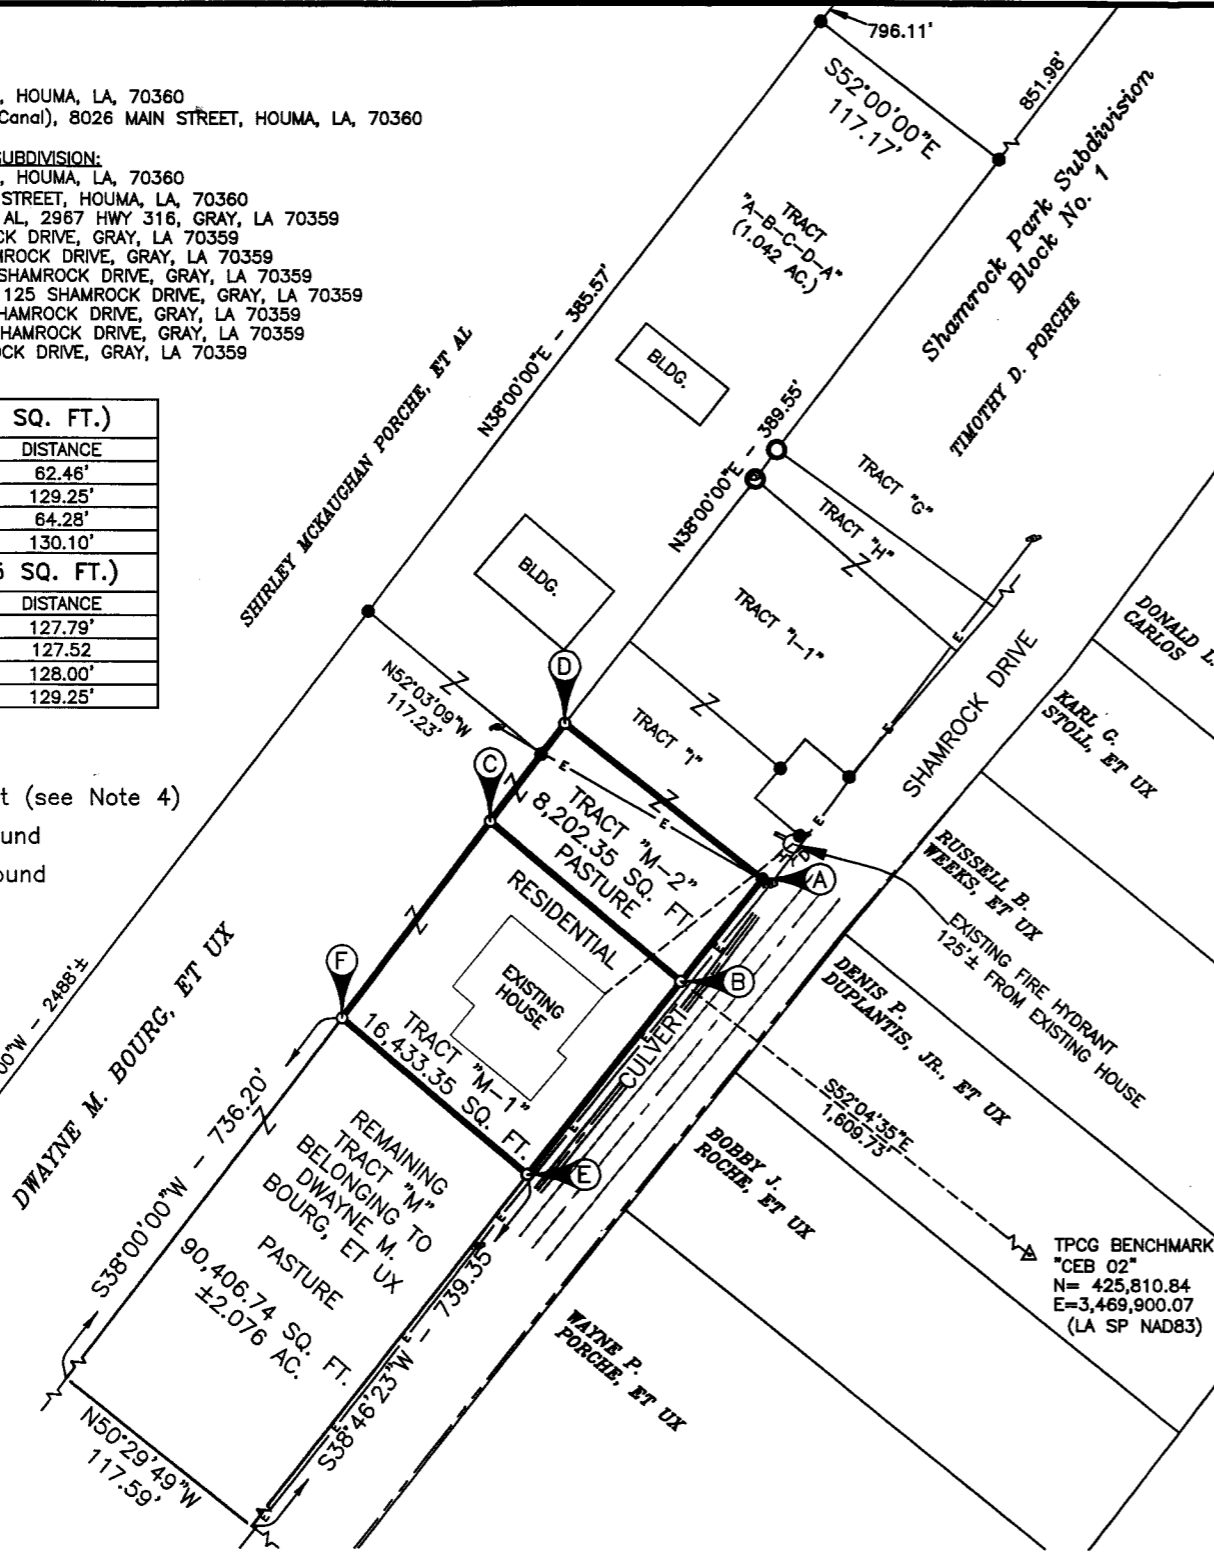 , HOUMA, LA, 70360
Canal), 8026 MAIN STREET, HOUMA, LA, 70360
SUBDIVISION:
, HOUMA, LA, 70360
STREET, HOUMA, LA, 70360
AL, 2967 HWY 316, GRAY, LA 70359
CK DRIVE, GRAY, LA 70359
MROCK DRIVE, GRAY, LA 70359
SHAMROCK DRIVE, GRAY, LA 70359
125 SHAMROCK DRIVE, GRAY, LA 70359
HAMROCK DRIVE, GRAY, LA 70359
HAMROCK DRIVE, GRAY, LA 70359
CK DRIVE, GRAY, LA 70359
SQ. FT.)
DISTANCE
62.46'
129.25'
64.28'
130.10'
SQ. FT.)
DISTANCE
127.79'
127.52
128.00'
129.25'
t (see Note 4)
und
ound
796.11'
851.98'
S52°00'00"E
117.17'
TRACT
"A-B-C-D-A"
(1.042 AC.)
Shamrock Park Subdivision
Block No. 1
TIMOTHY D. PORCHE
N38°00'00"E - 385.57'
SHIRLEY MCKAUGHAN PORCHE, ET AL
BLDG.
BLDG.
N38°00'00"E - 389.55'
TRACT "G"
TRACT "H"
TRACT "I-1"
TRACT "I"
SHAMROCK DRIVE
N52°03'09"W
117.23'
D
C
A
B
F
E
TRACT "M-2"
8,202.35 SQ. FT.
PASTURE
RESIDENTIAL
EXISTING
HOUSE
TRACT "M-1"
16,433.35 SQ. FT.
CULVERT
DONALD L.
CARLOS
KARL G.
STOLL, ET UX
RUSSELL B.
WEEKS, ET UX
EXISTING FIRE HYDRANT
125'± FROM EXISTING HOUSE
DENIS P.
DUPLANTIS, JR., ET UX
S52°04'35"E
1,609.73'
BOBBY J.
ROCHE, ET UX
WAYNE P.
PORCHE, ET UX
TPCG BENCHMARK
"CEB 02"
N= 425,810.84
E=3,469,900.07
(LA SP NAD83)
00"W - 2488'±
DWAYNE M. BOURG, ET UX
S38°00'00"W - 736.20'
REMAINING
TRACT "M"
BELONGING TO
DWAYNE M.
BOURG, ET UX
PASTURE
90,406.74 SQ. FT.
±2.076 AC.
S38°46'23"W - 739.35'
N50°29'49"W
117.59'